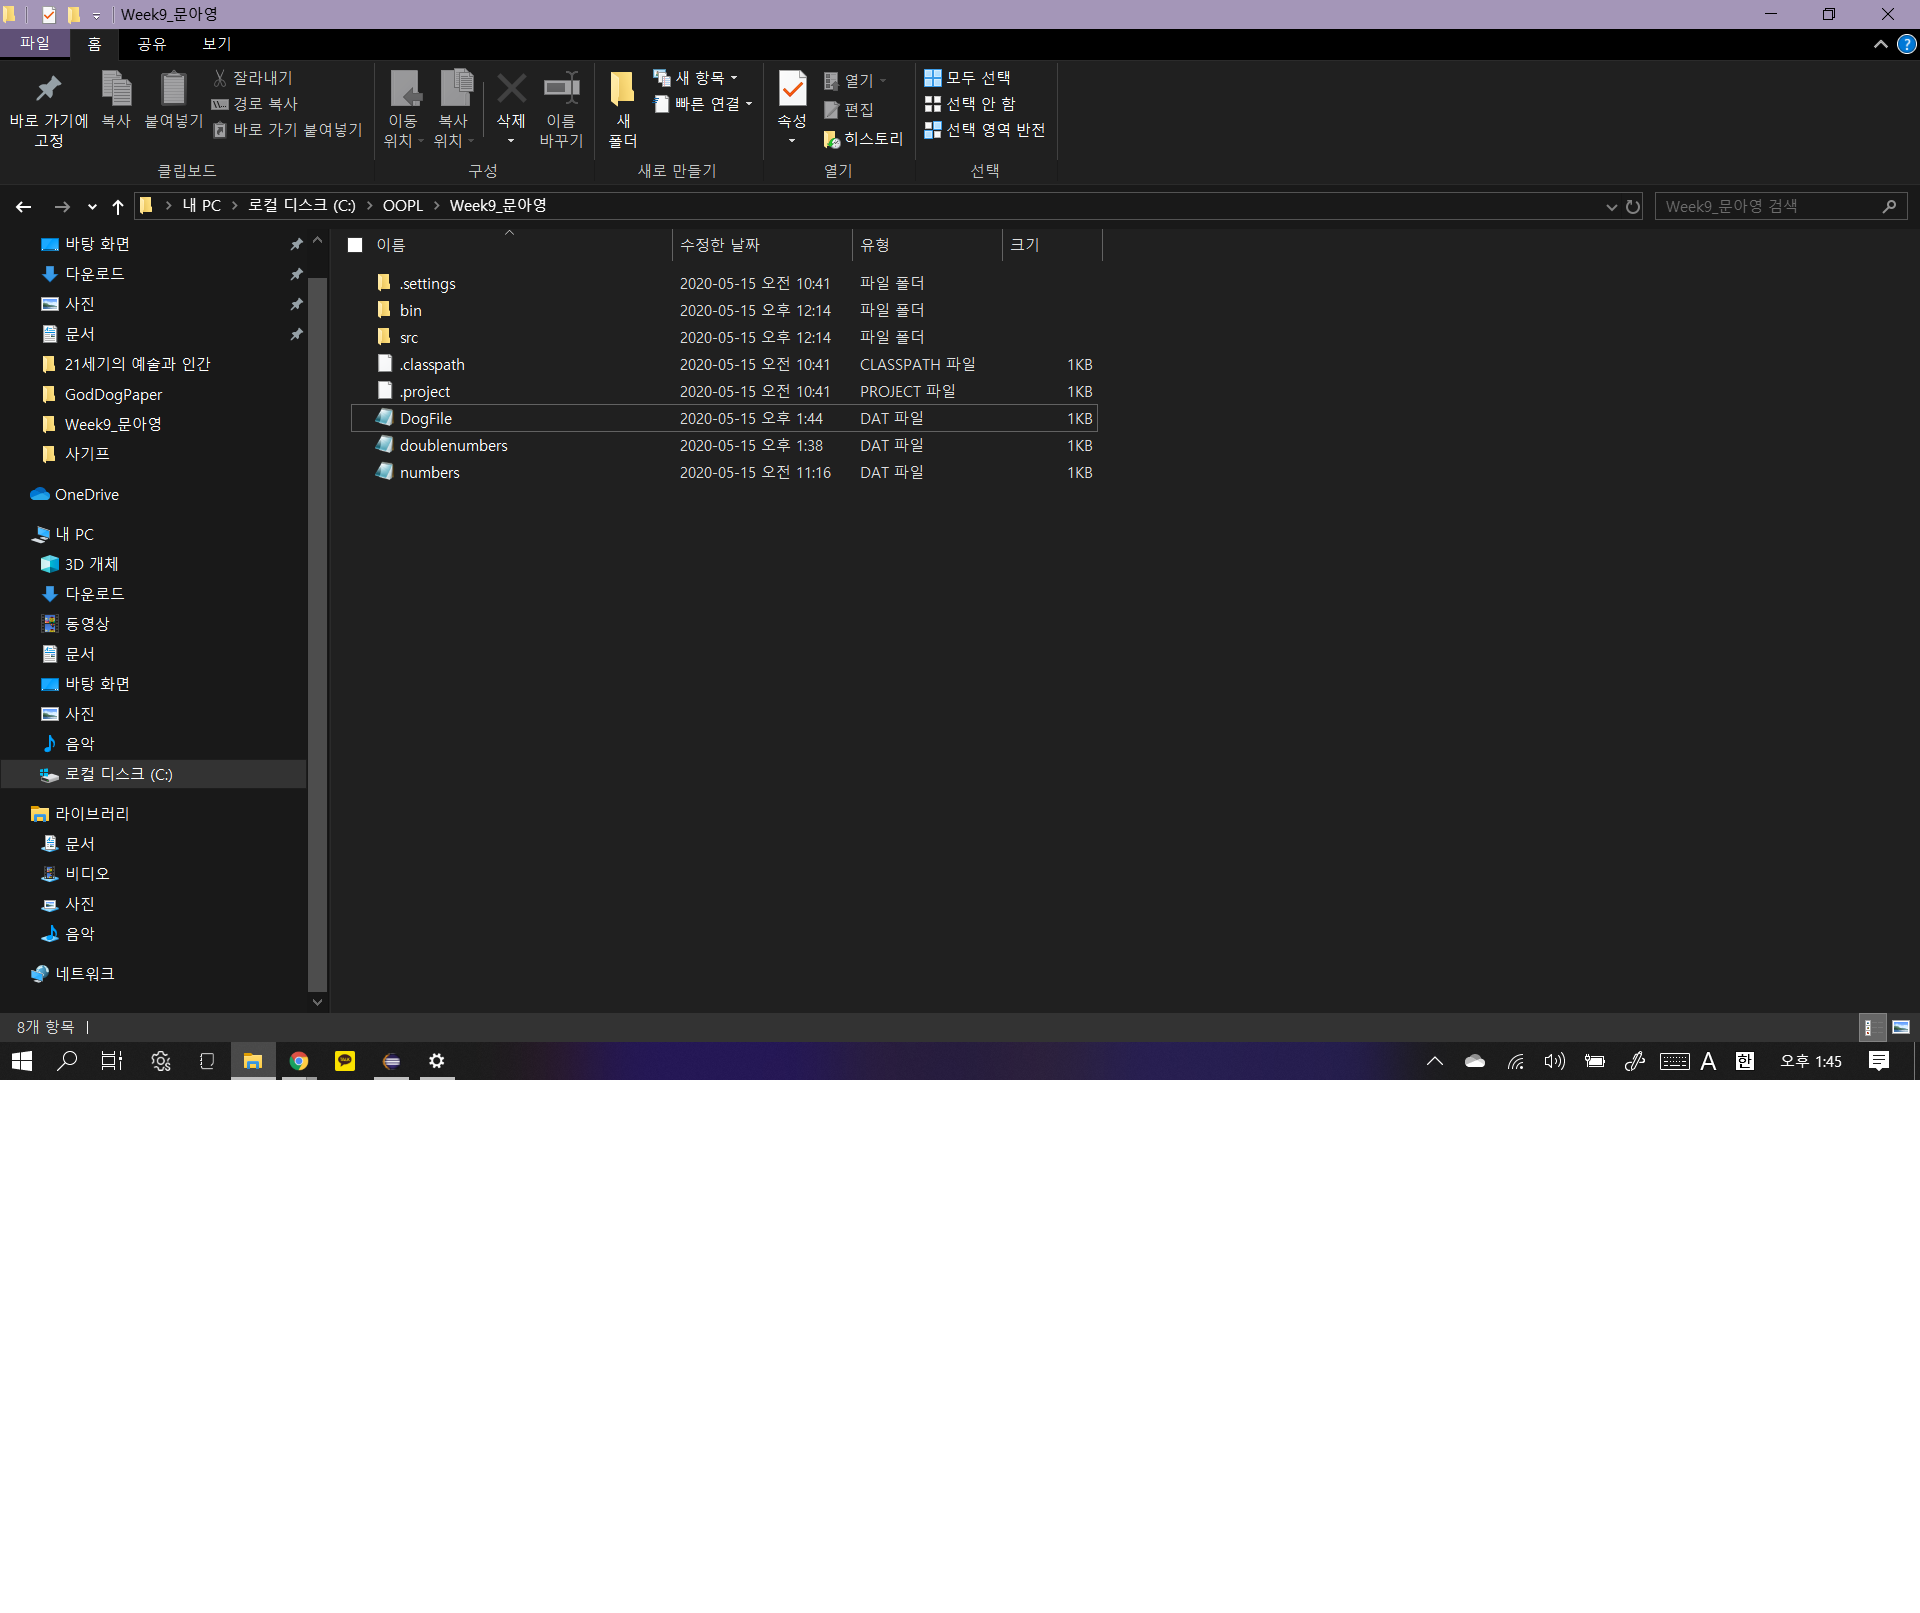 Week9_문아영
파일 홈 공유 보기
바로 가기에 고정
복사
붙여넣기
잘라내기
경로 복사
바로 가기 붙여넣기
클립보드
이동 위치
복사 위치
삭제
이름 바꾸기
구성
새 폴더
새 항목
빠른 연결
새로 만들기
속성
열기
편집
히스토리
열기
모두 선택
선택 안 함
선택 영역 반전
선택
내 PC > 로컬 디스크 (C:) > OOPL > Week9_문아영
Week9_문아영 검색
바탕 화면
다운로드
사진
문서
21세기의 예술과 인간
GodDogPaper
Week9_문아영
사기프
OneDrive
내 PC
3D 개체
다운로드
동영상
문서
바탕 화면
사진
음악
로컬 디스크 (C:)
라이브러리
문서
비디오
사진
음악
네트워크
이름 수정한 날짜 유형 크기
.settings 2020-05-15 오전 10:41 파일 폴더
bin 2020-05-15 오후 12:14 파일 폴더
src 2020-05-15 오후 12:14 파일 폴더
.classpath 2020-05-15 오전 10:41 CLASSPATH 파일 1KB
.project 2020-05-15 오전 10:41 PROJECT 파일 1KB
DogFile 2020-05-15 오후 1:44 DAT 파일 1KB
doublenumbers 2020-05-15 오후 1:38 DAT 파일 1KB
numbers 2020-05-15 오전 11:16 DAT 파일 1KB
8개 항목
A 한 오후 1:45